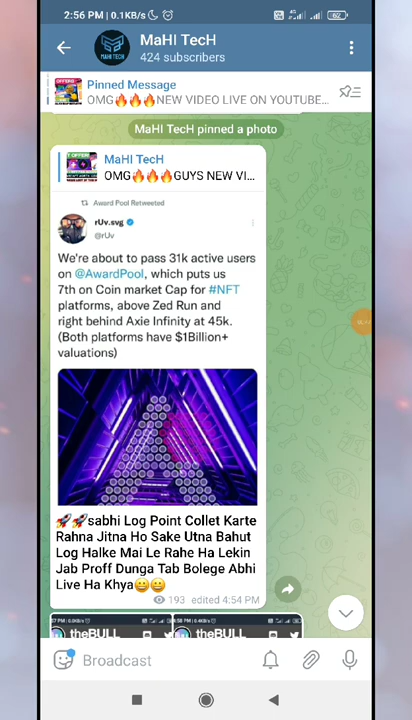 2:56 PM | 0.1KB/s
62
MaHI TecH
424 subscribers
Pinned Message
OMG🔥🔥🔥NEW VIDEO LIVE ON YOUTUBE...
MaHI TecH pinned a photo
MaHI TecH
OMG🔥🔥🔥GUYS NEW VI...
Award Pool Retweeted
rUv.svg
@rUv
We're about to pass 31k active users
on @AwardPool, which puts us
7th on Coin market Cap for #NFT
platforms, above Zed Run and
right behind Axie Infinity at 45k.
(Both platforms have $1Billion+
valuations)
🚀🚀sabhi Log Point Collet Karte
Rahna Jitna Ho Sake Utna Bahut
Log Halke Mai Le Rahe Ha Lekin
Jab Proff Dunga Tab Bolege Abhi
Live Ha Khya😀😀
193 edited 4:54 PM
theBULL theBULL
Broadcast